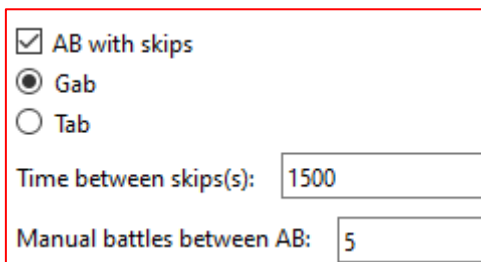 AB with skips
Gab
Tab
Time between skips(s): 1500
Manual battles between AB: 5